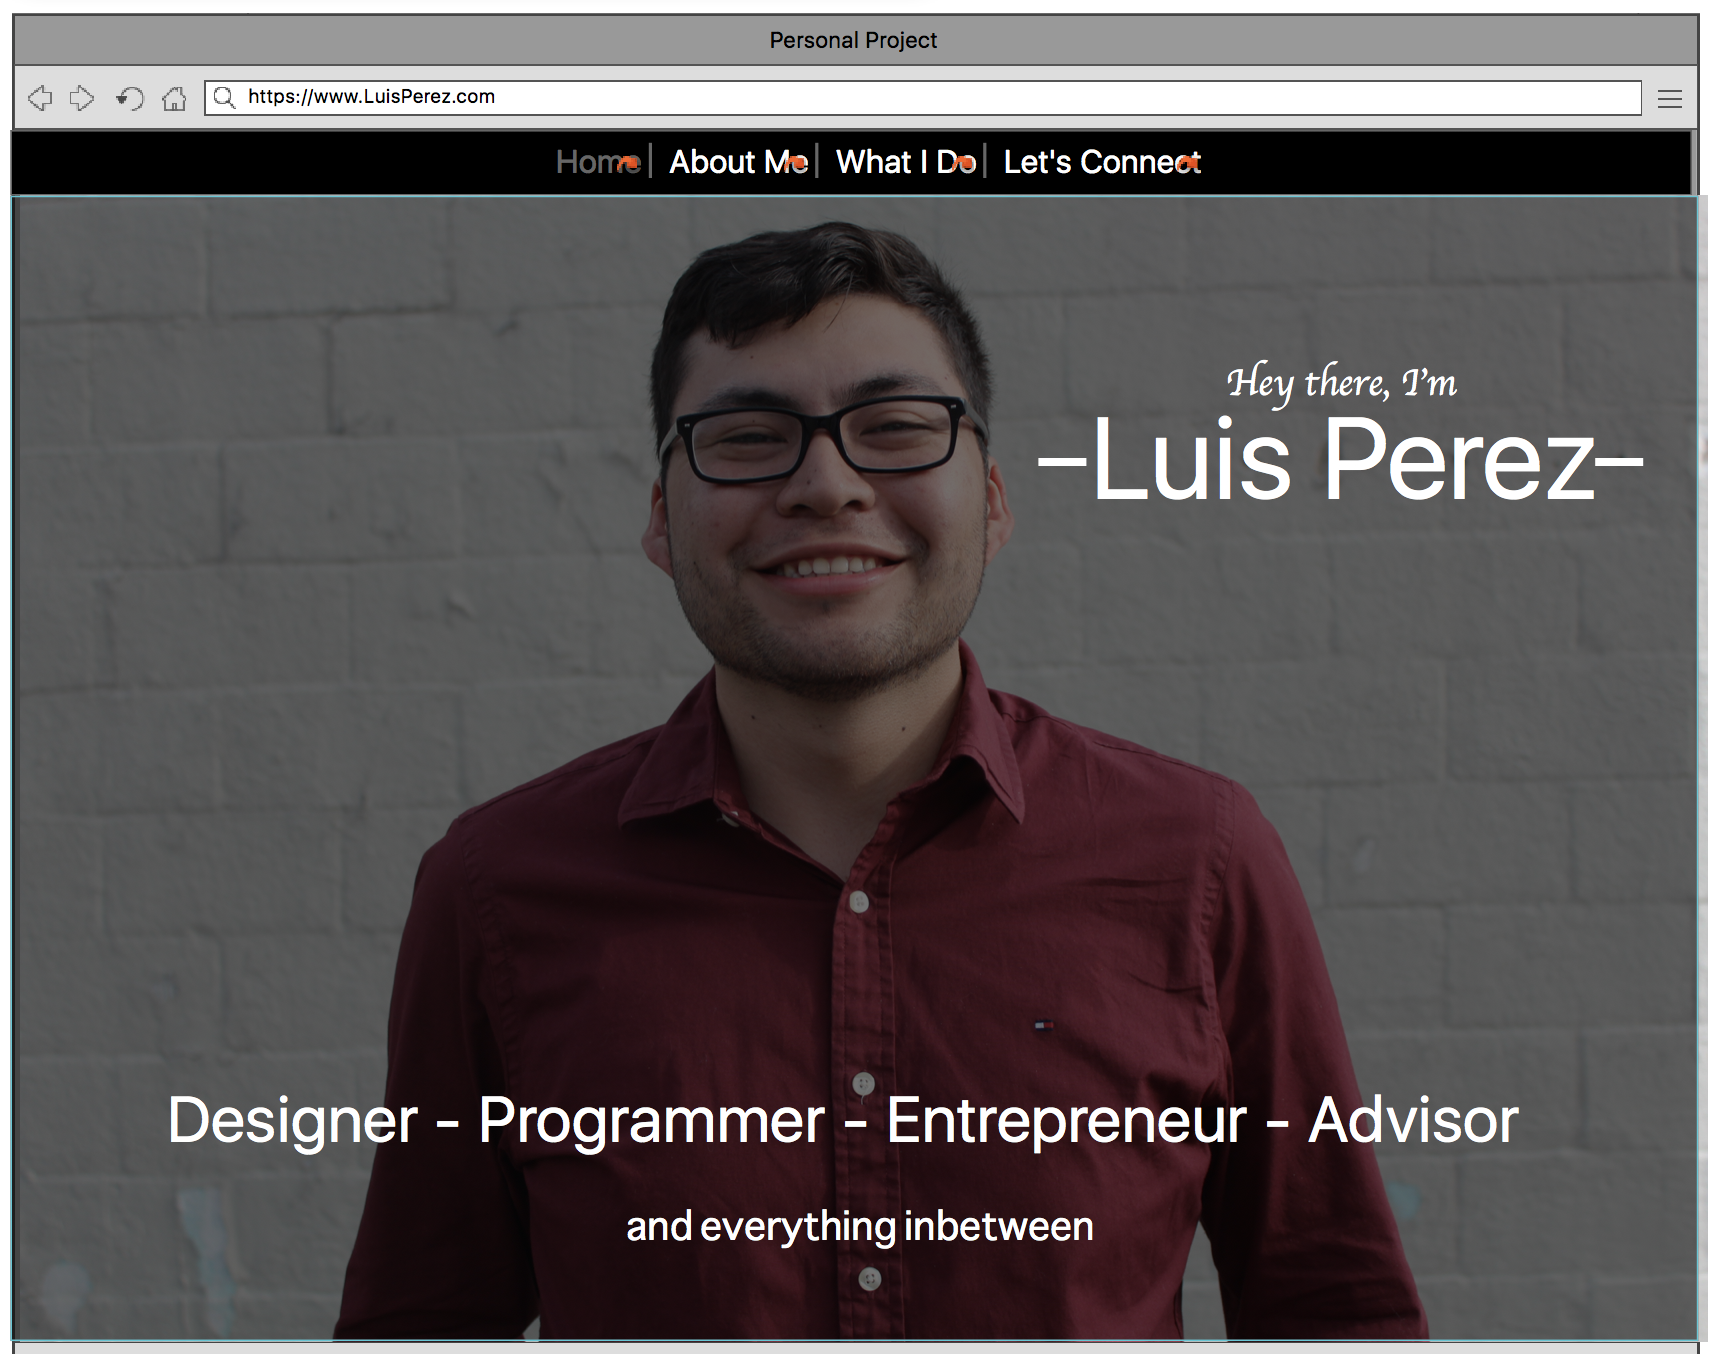 Personal Project
https://www.LuisPerez.com
Home | About Me | What I Do | Let's Connect
Hey there, I'm
–Luis Perez–
Designer - Programmer - Entrepreneur - Advisor
and everything inbetween